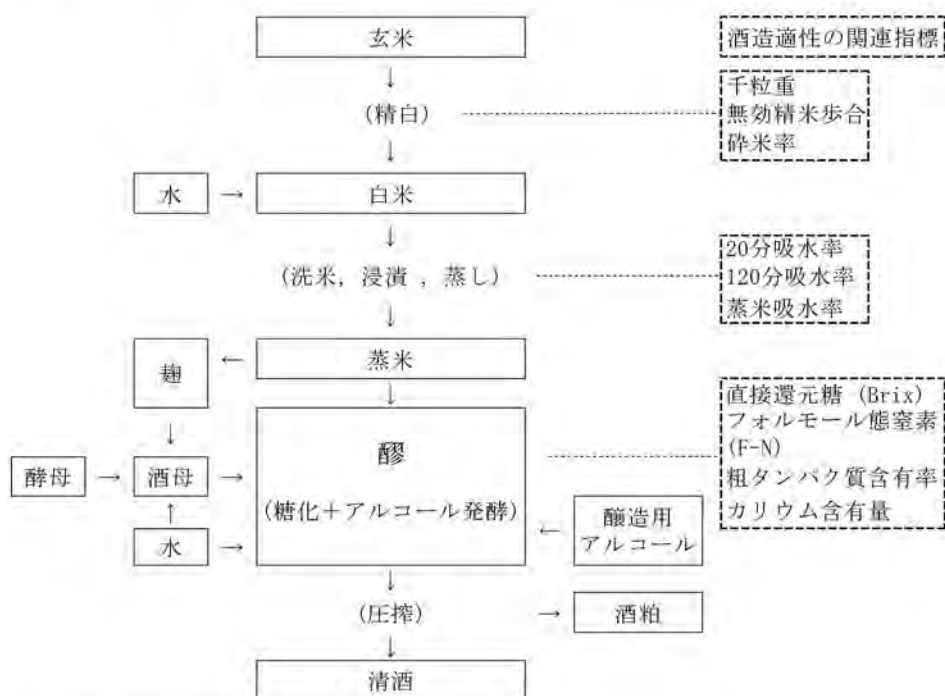 玄米
酒造適性の関連指標
↓
(精白)
千粒重
無効精米歩合
砕米率
↓
水
→
白米
↓
(洗米, 浸漬 , 蒸し)
20分吸水率
120分吸水率
蒸米吸水率
↓
麹
←
蒸米
↓
↓
醪
(糖化+アルコール発酵)
直接還元糖 (Brix)
フォルモール態窒素
(F-N)
粗タンパク質含有率
カリウム含有量
酵母
→
酒母
→
↑
水
→
←
醸造用
アルコール
↓
(圧搾)
→
酒粕
↓
清酒